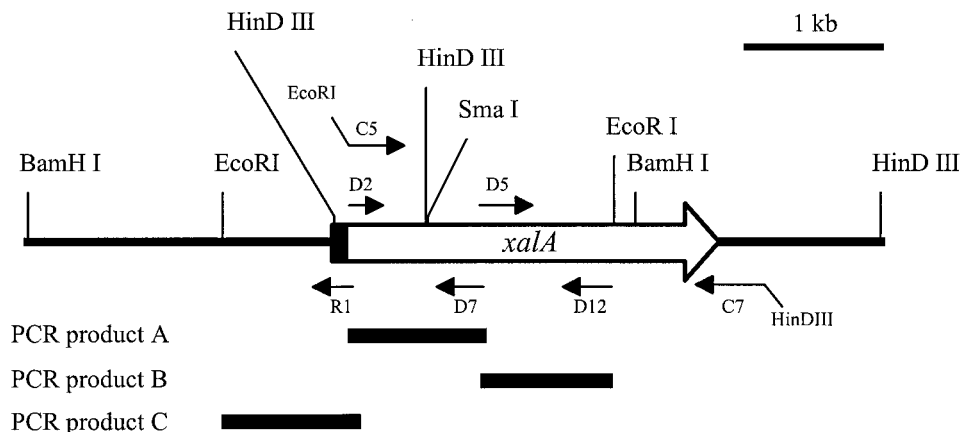 HinD III
1 kb
HinD III
EcoRI
C5
Sma I
EcoR I
BamH I
EcoRI
D2
D5
BamH I
HinD III
xalA
R1
D7
D12
C7
HinDIII
PCR product A
PCR product B
PCR product C